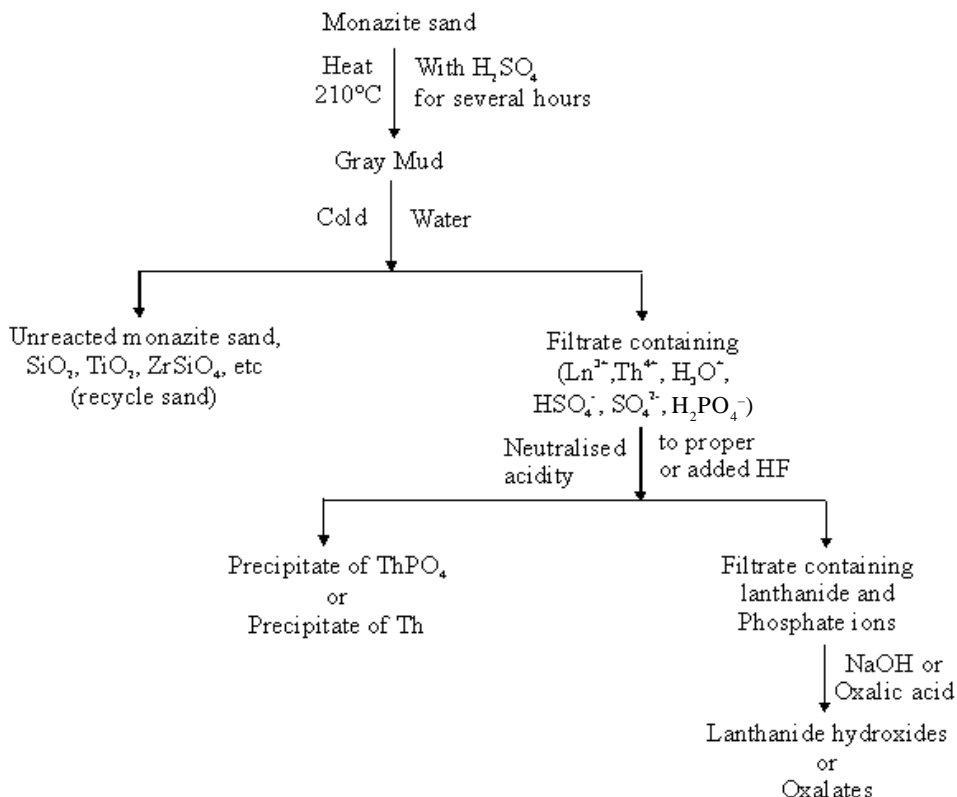 Monazite sand
Heat
210°C
With H₂SO₄
for several hours
Gray Mud
Cold
Water
Unreacted monazite sand,
SiO₂, TiO₂, ZrSiO₄, etc
(recycle sand)
Filtrate containing
(Ln³⁺,Th⁴⁺, H₃O⁺,
HSO₄⁻, SO₄²⁻, H₂PO₄⁻)
Neutralised
acidity
to proper
or added HF
Precipitate of ThPO₄
or
Precipitate of Th
Filtrate containing
lanthanide and
Phosphate ions
NaOH or
Oxalic acid
Lanthanide hydroxides
or
Oxalates